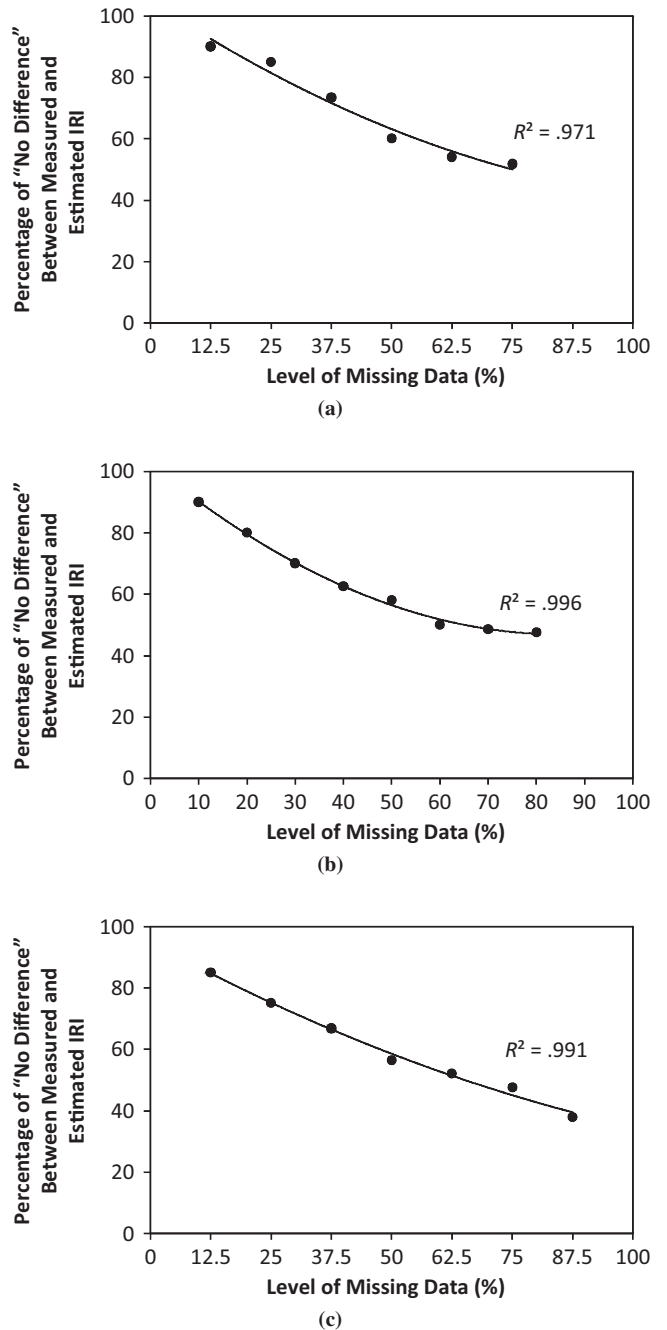 100
80
60
40
20
0
Percentage of “No Difference”
Between Measured and
Estimated IRI
R² = .971
0 12.5 25 37.5 50 62.5 75 87.5 100
Level of Missing Data (%)
(a)
100
80
60
40
20
0
Percentage of “No Difference”
Between Measured and
Estimated IRI
R² = .996
0 10 20 30 40 50 60 70 80 90 100
Level of Missing Data (%)
(b)
100
80
60
40
20
0
Percentage of “No Difference”
Between Measured and
Estimated IRI
R² = .991
0 12.5 25 37.5 50 62.5 75 87.5 100
Level of Missing Data (%)
(c)